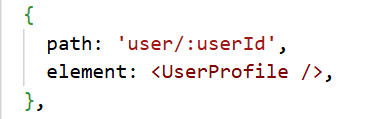 {
  path: 'user/:userId',
  element: <UserProfile />,
},